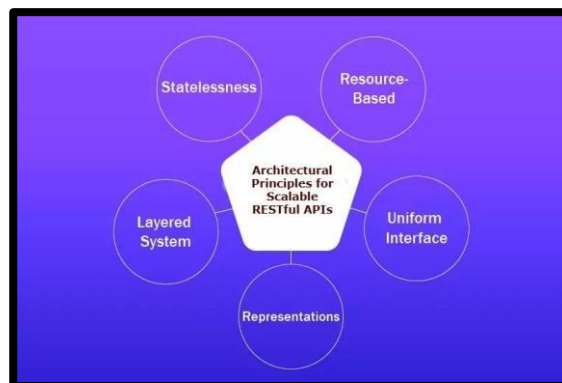 Statelessness
Resource-
Based
Architectural
Principles for
Scalable
RESTful APIs
Layered
System
Uniform
Interface
Representations